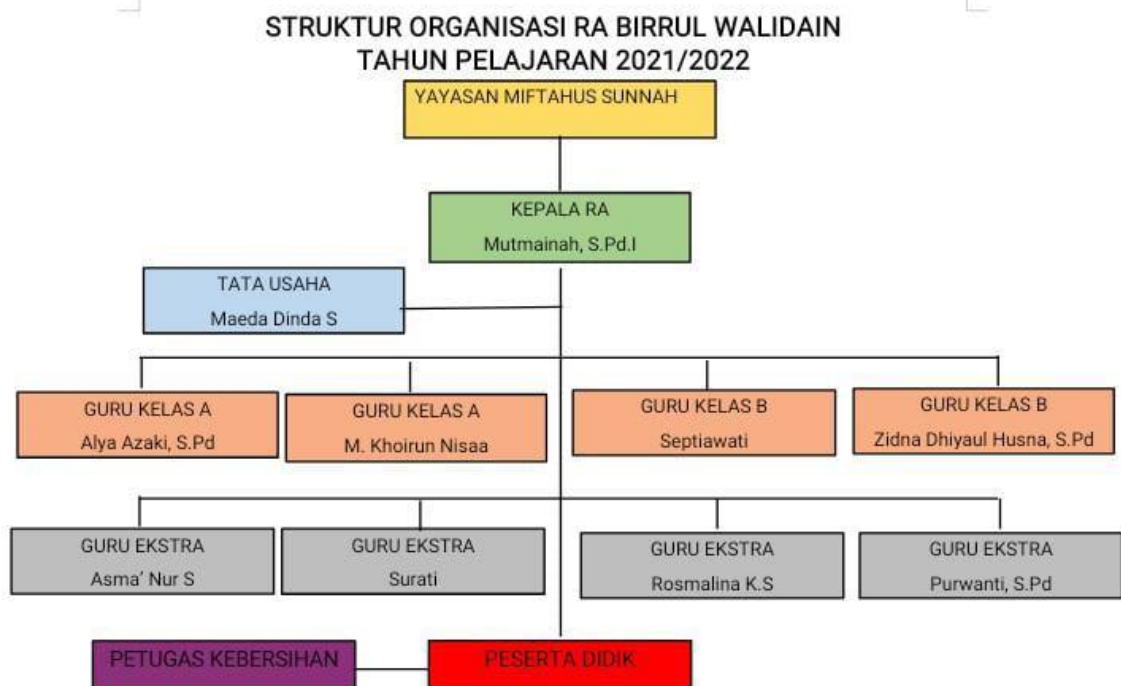 STRUKTUR ORGANISASI RA BIRRUL WALIDAIN
TAHUN PELAJARAN 2021/2022
YAYASAN MIFTAHUS SUNNAH
KEPALA RA
Mutmainah, S.Pd.I
TATA USAHA
Maeda Dinda S
GURU KELAS A
Alya Azaki, S.Pd
GURU KELAS A
M. Khoirun Nisaa
GURU KELAS B
Septiawati
GURU KELAS B
Zidna Dhiyaul Husna, S.Pd
GURU EKSTRA
Asma' Nur S
GURU EKSTRA
Surati
GURU EKSTRA
Rosmalina K.S
GURU EKSTRA
Purwanti, S.Pd
PETUGAS KEBERSIHAN
PESERTA DIDIK